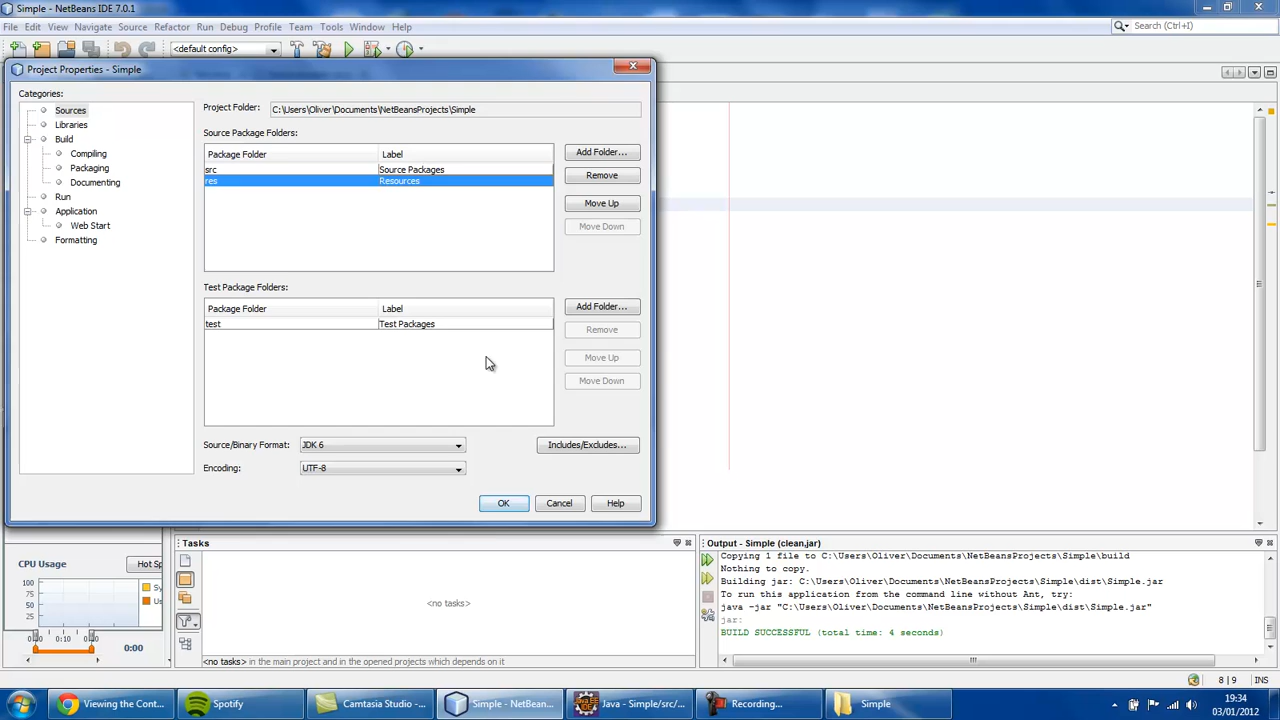 Simple - NetBeans IDE 7.0.1
File Edit View Navigate Source Refactor Run Debug Profile Team Tools Window Help
Search (Ctrl+I)
<default config>
Project Properties - Simple
Categories:
Sources
Libraries
Build
Compiling
Packaging
Documenting
Run
Application
Web Start
Formatting
Project Folder: C:\Users\Oliver\Documents\NetBeansProjects\Simple
Source Package Folders:
Package Folder Label
src Source Packages
res Resources
Add Folder...
Remove
Move Up
Move Down
Test Package Folders:
Package Folder Label
test Test Packages
Add Folder...
Remove
Move Up
Move Down
Source/Binary Format: JDK 6
Includes/Excludes...
Encoding: UTF-8
OK Cancel Help
CPU Usage
Hot Sp
100
75
50
25
0:10
0:00
Tasks
<no tasks>
<no tasks> in the main project and in the opened projects which depends on it
Output - Simple (clean,jar)
Copying 1 file to C:\Users\Oliver\Documents\NetBeansProjects\Simple\build
Nothing to copy.
Building jar: C:\Users\Oliver\Documents\NetBeansProjects\Simple\dist\Simple.jar
To run this application from the command line without Ant, try:
java -jar "C:\Users\Oliver\Documents\NetBeansProjects\Simple\dist\Simple.jar"
jar:
BUILD SUCCESSFUL (total time: 4 seconds)
8 | 9 INS
Viewing the Cont...
Spotify
Camtasia Studio -...
Simple - NetBean...
Java - Simple/src/...
Recording...
Simple
19:34
03/01/2012